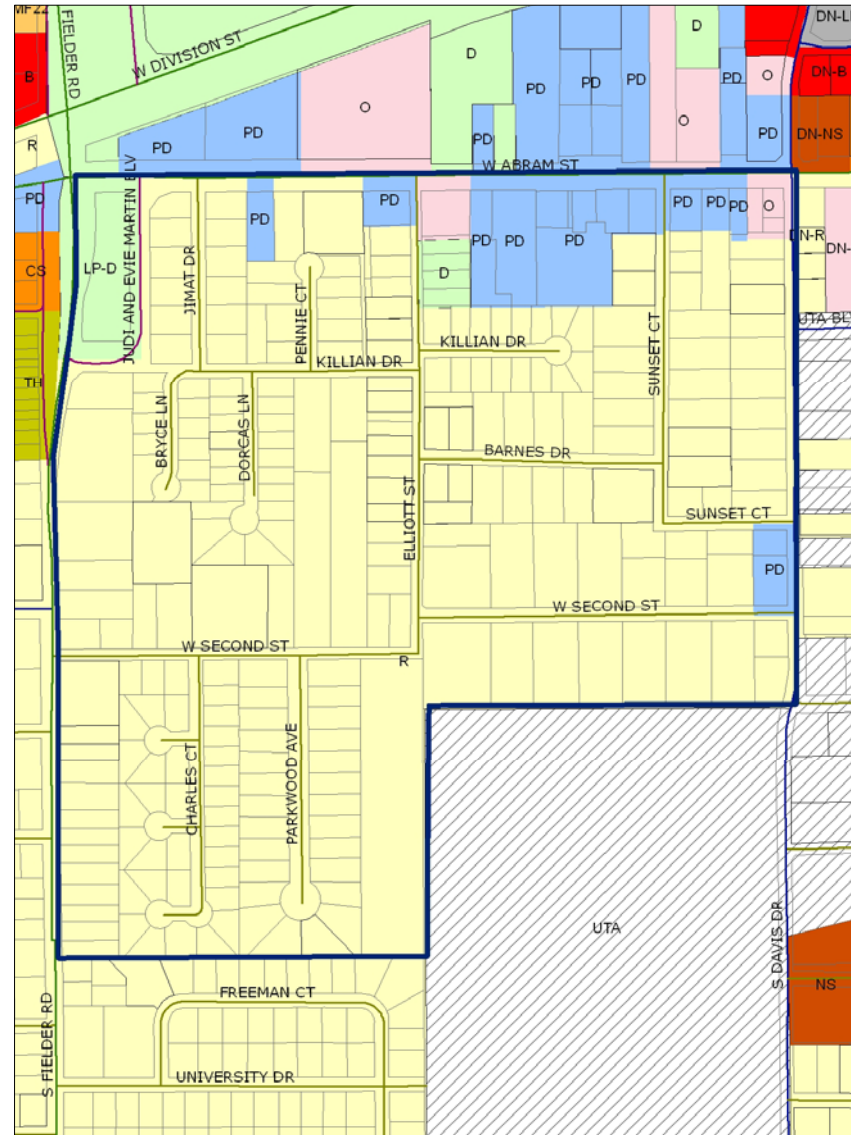 MF22
FIELDER RD
W DIVISION ST
D
D
DN-L
B
PD
O
PD
PD
PD
PD
O
DN-B
R
PD
PD
O
PD
O
PD
DN-NS
W ABRAM ST
PD
LP-D
JUDI AND EVIE MARTIN BLV
JIMAT DR
PD
PD
PD
PD
PD
O
DN-R
DN-
CS
PENNIE CT
D
PD
PD
PD
SUNSET CT
UTA BL
TH
KILLIAN DR
KILLIAN DR
BRYCE LN
DORCAS LN
ELLIOTT ST
BARNES DR
SUNSET CT
PD
W SECOND ST
W SECOND ST
R
CHARLES CT
PARKWOOD AVE
UTA
S DAVIS DR
NS
S FIELDER RD
FREEMAN CT
UNIVERSITY DR